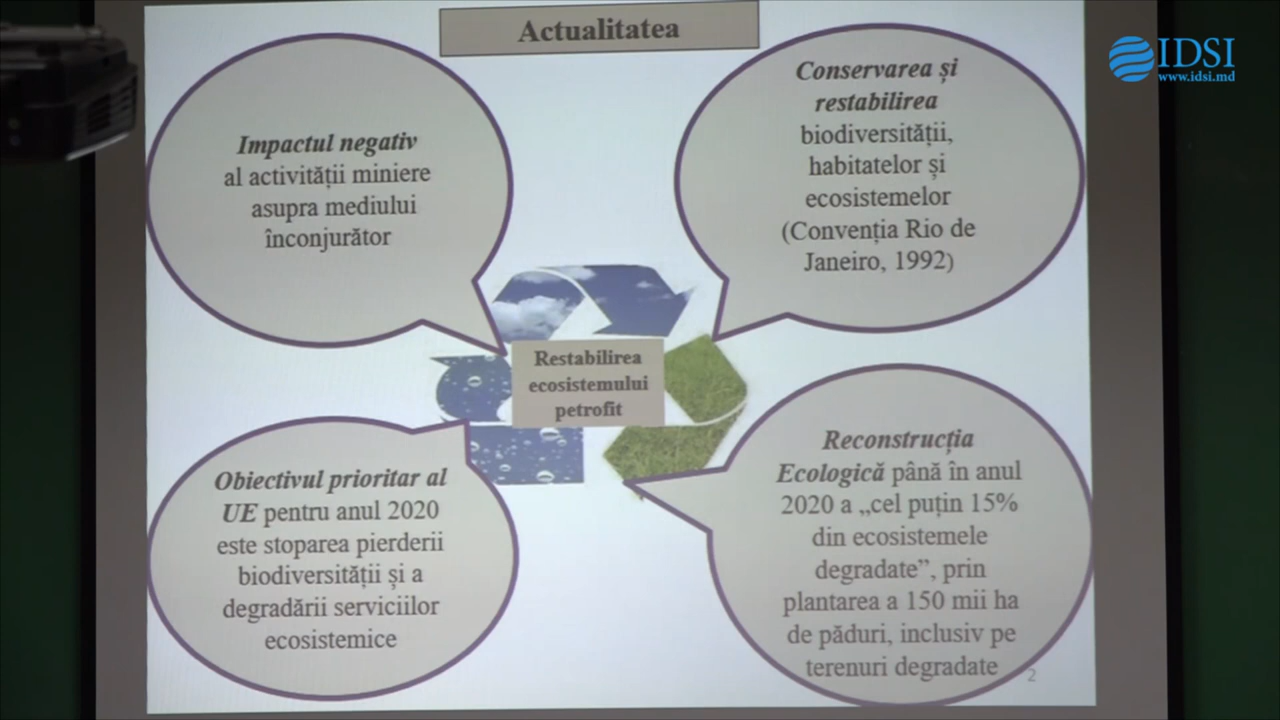 Actualitatea
IDSI
www.idsi.md
Impactul negativ
al activității miniere
asupra mediului
înconjurător
Conservarea și
restabilirea
biodiversității,
habitatelor și
ecosistemelor
(Convenția Rio de
Janeiro, 1992)
Restabilirea
ecosistemului
petrofit
Obiectivul prioritar al
UE pentru anul 2020
este stoparea pierderii
biodiversității și a
degradării serviciilor
ecosistemice
Reconstrucția
Ecologică până în anul
2020 a „cel puțin 15%
din ecosistemele
degradate”, prin
plantarea a 150 mii ha
de păduri, inclusiv pe
terenuri degradate
2